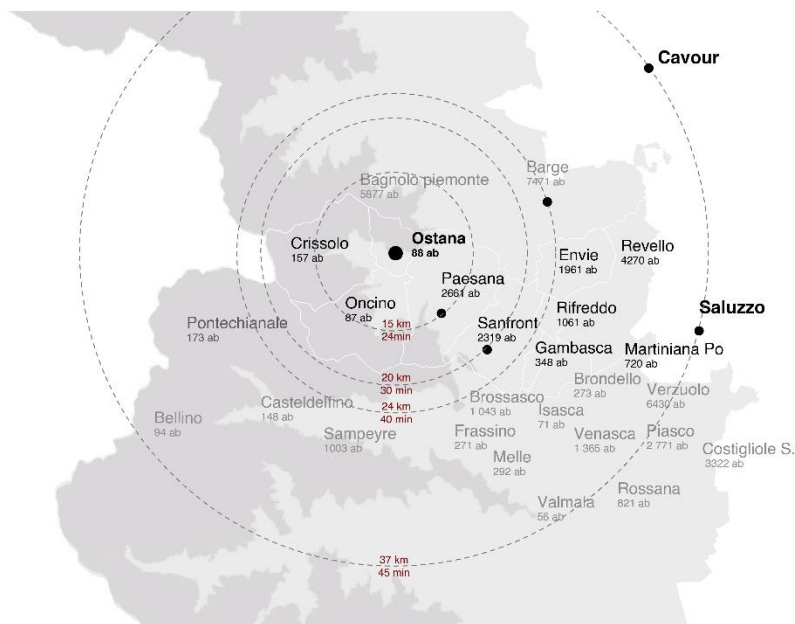 Cavour
Barge
7471 ab
Bagnolo piemonte
5877 ab
Ostana
88 ab
Crissolo
157 ab
Envie
1961 ab
Revello
4270 ab
Paesana
2661 ab
Oncino
87 ab
Rifreddo
1061 ab
Saluzzo
Pontechianale
173 ab
15 km
24min
Sanfront
2319 ab
Gambasca
348 ab
Martiniana Po
720 ab
20 km
30 min
Brondello
273 ab
Verzuolo
6430 ab
Casteldelfino
148 ab
24 km
40 min
Brossasco
1 043 ab
Isasca
71 ab
Bellino
94 ab
Sampeyre
1003 ab
Frassino
271 ab
Venasca
1 365 ab
Piasco
2 771 ab
Costigliole S.
3322 ab
Melle
292 ab
Valmala
56 ab
Rossana
821 ab
37 km
45 min